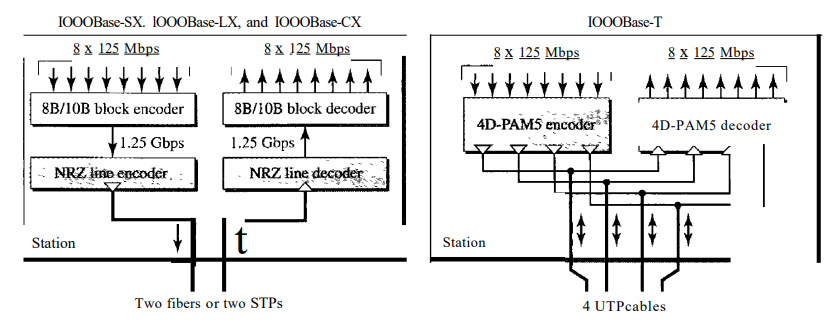 IOOOBase-SX. IOOOBase-LX, and IOOOBase-CX
8 x 125 Mbps
8 x 125 Mbps
8B/10B block encoder
8B/10B block decoder
1.25 Gbps
1.25 Gbps
NRZ line encoder
NRZ line decoder
Station
t
Two fibers or two STPs
IOOOBase-T
8 x 125 Mbps
8 x 125 Mbps
4D-PAM5 encoder
4D-PAM5 decoder
Station
4 UTPcables